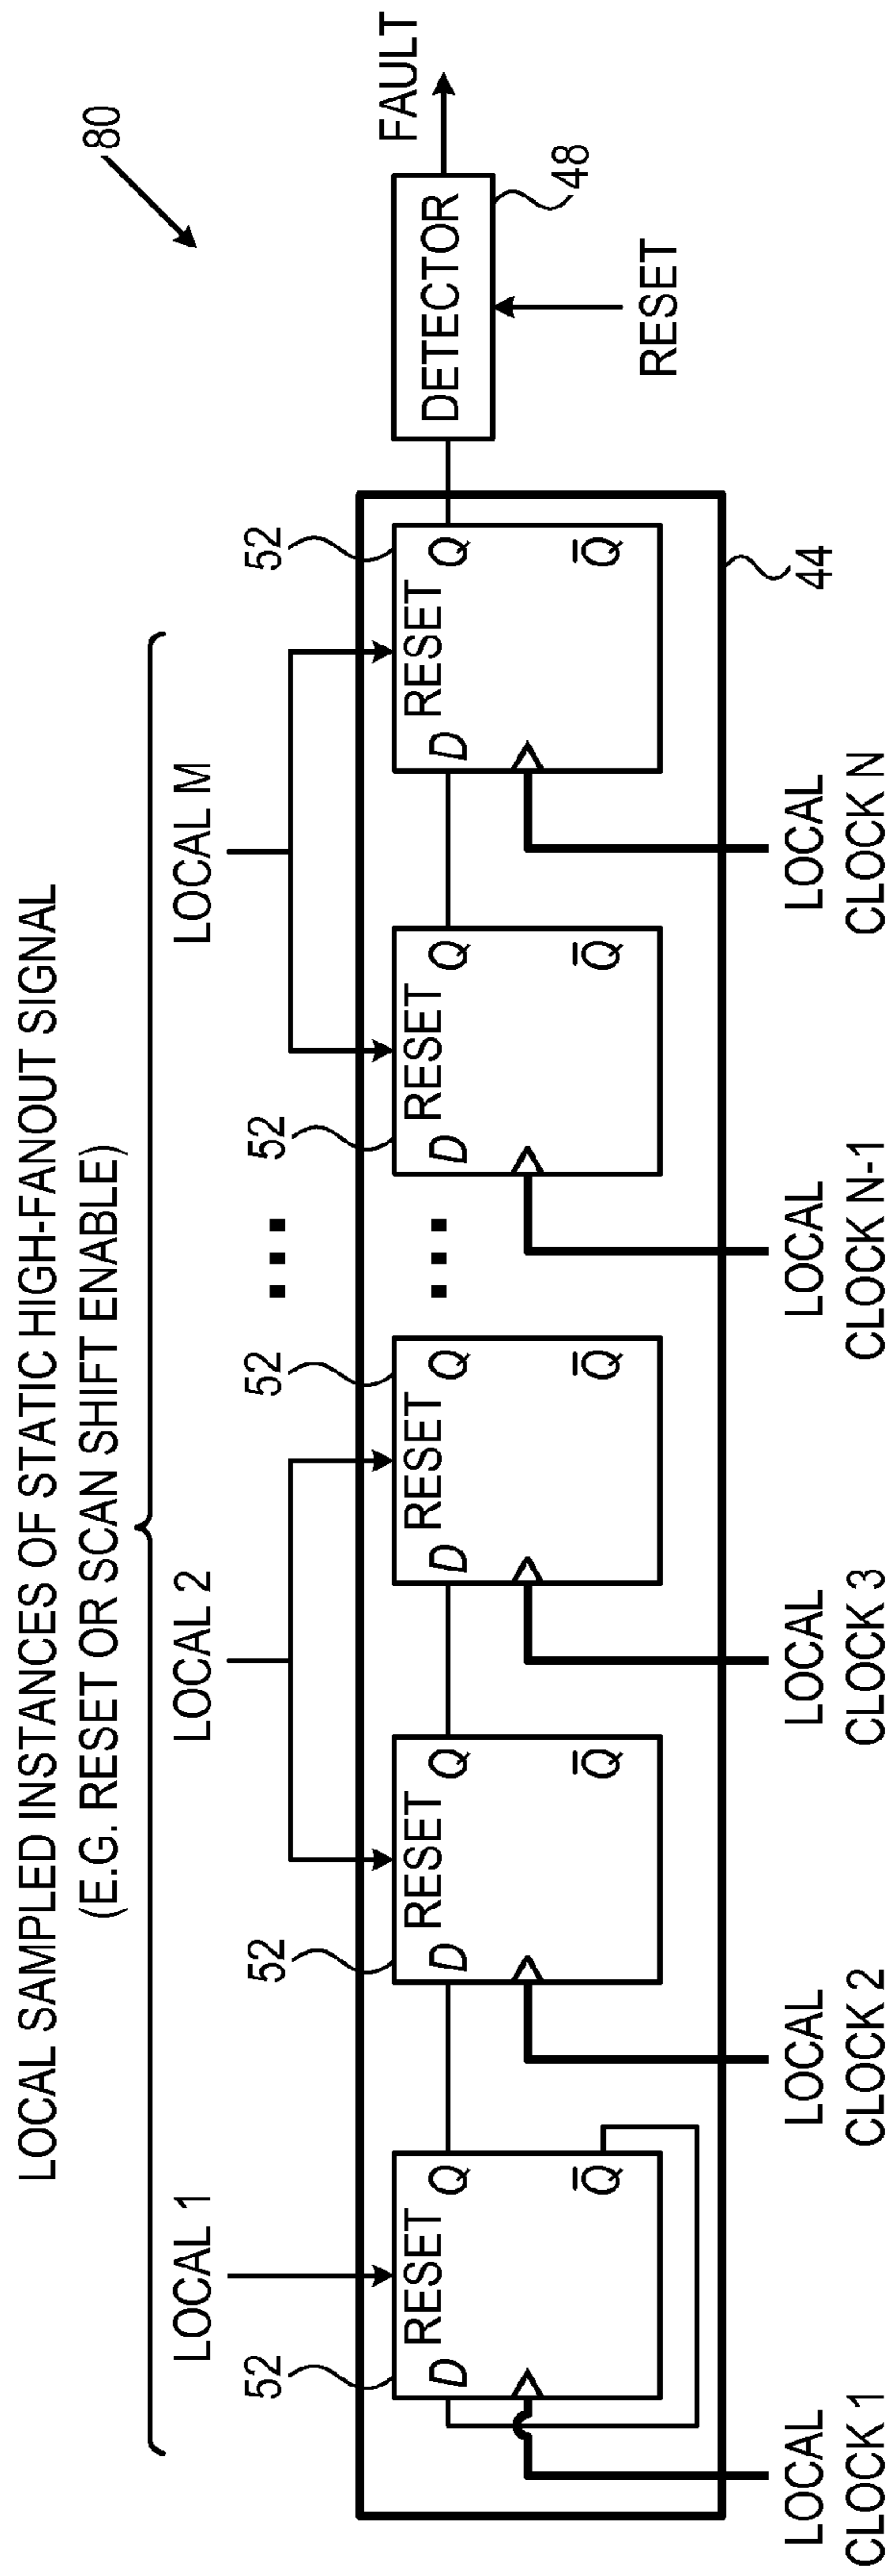 LOCAL SAMPLED INSTANCES OF STATIC HIGH-FANOUT SIGNAL
(E.G. RESET OR SCAN SHIFT ENABLE)
80
LOCAL 1
LOCAL 2
LOCAL M
52
52
52
52
52
D
RESET
Q
Q̅
D
RESET
Q
Q̅
D
RESET
Q
Q̅
D
RESET
Q
Q̅
D
RESET
Q
Q̅
DETECTOR
FAULT
48
RESET
44
LOCAL
CLOCK 1
LOCAL
CLOCK 2
LOCAL
CLOCK 3
LOCAL
CLOCK N-1
LOCAL
CLOCK N